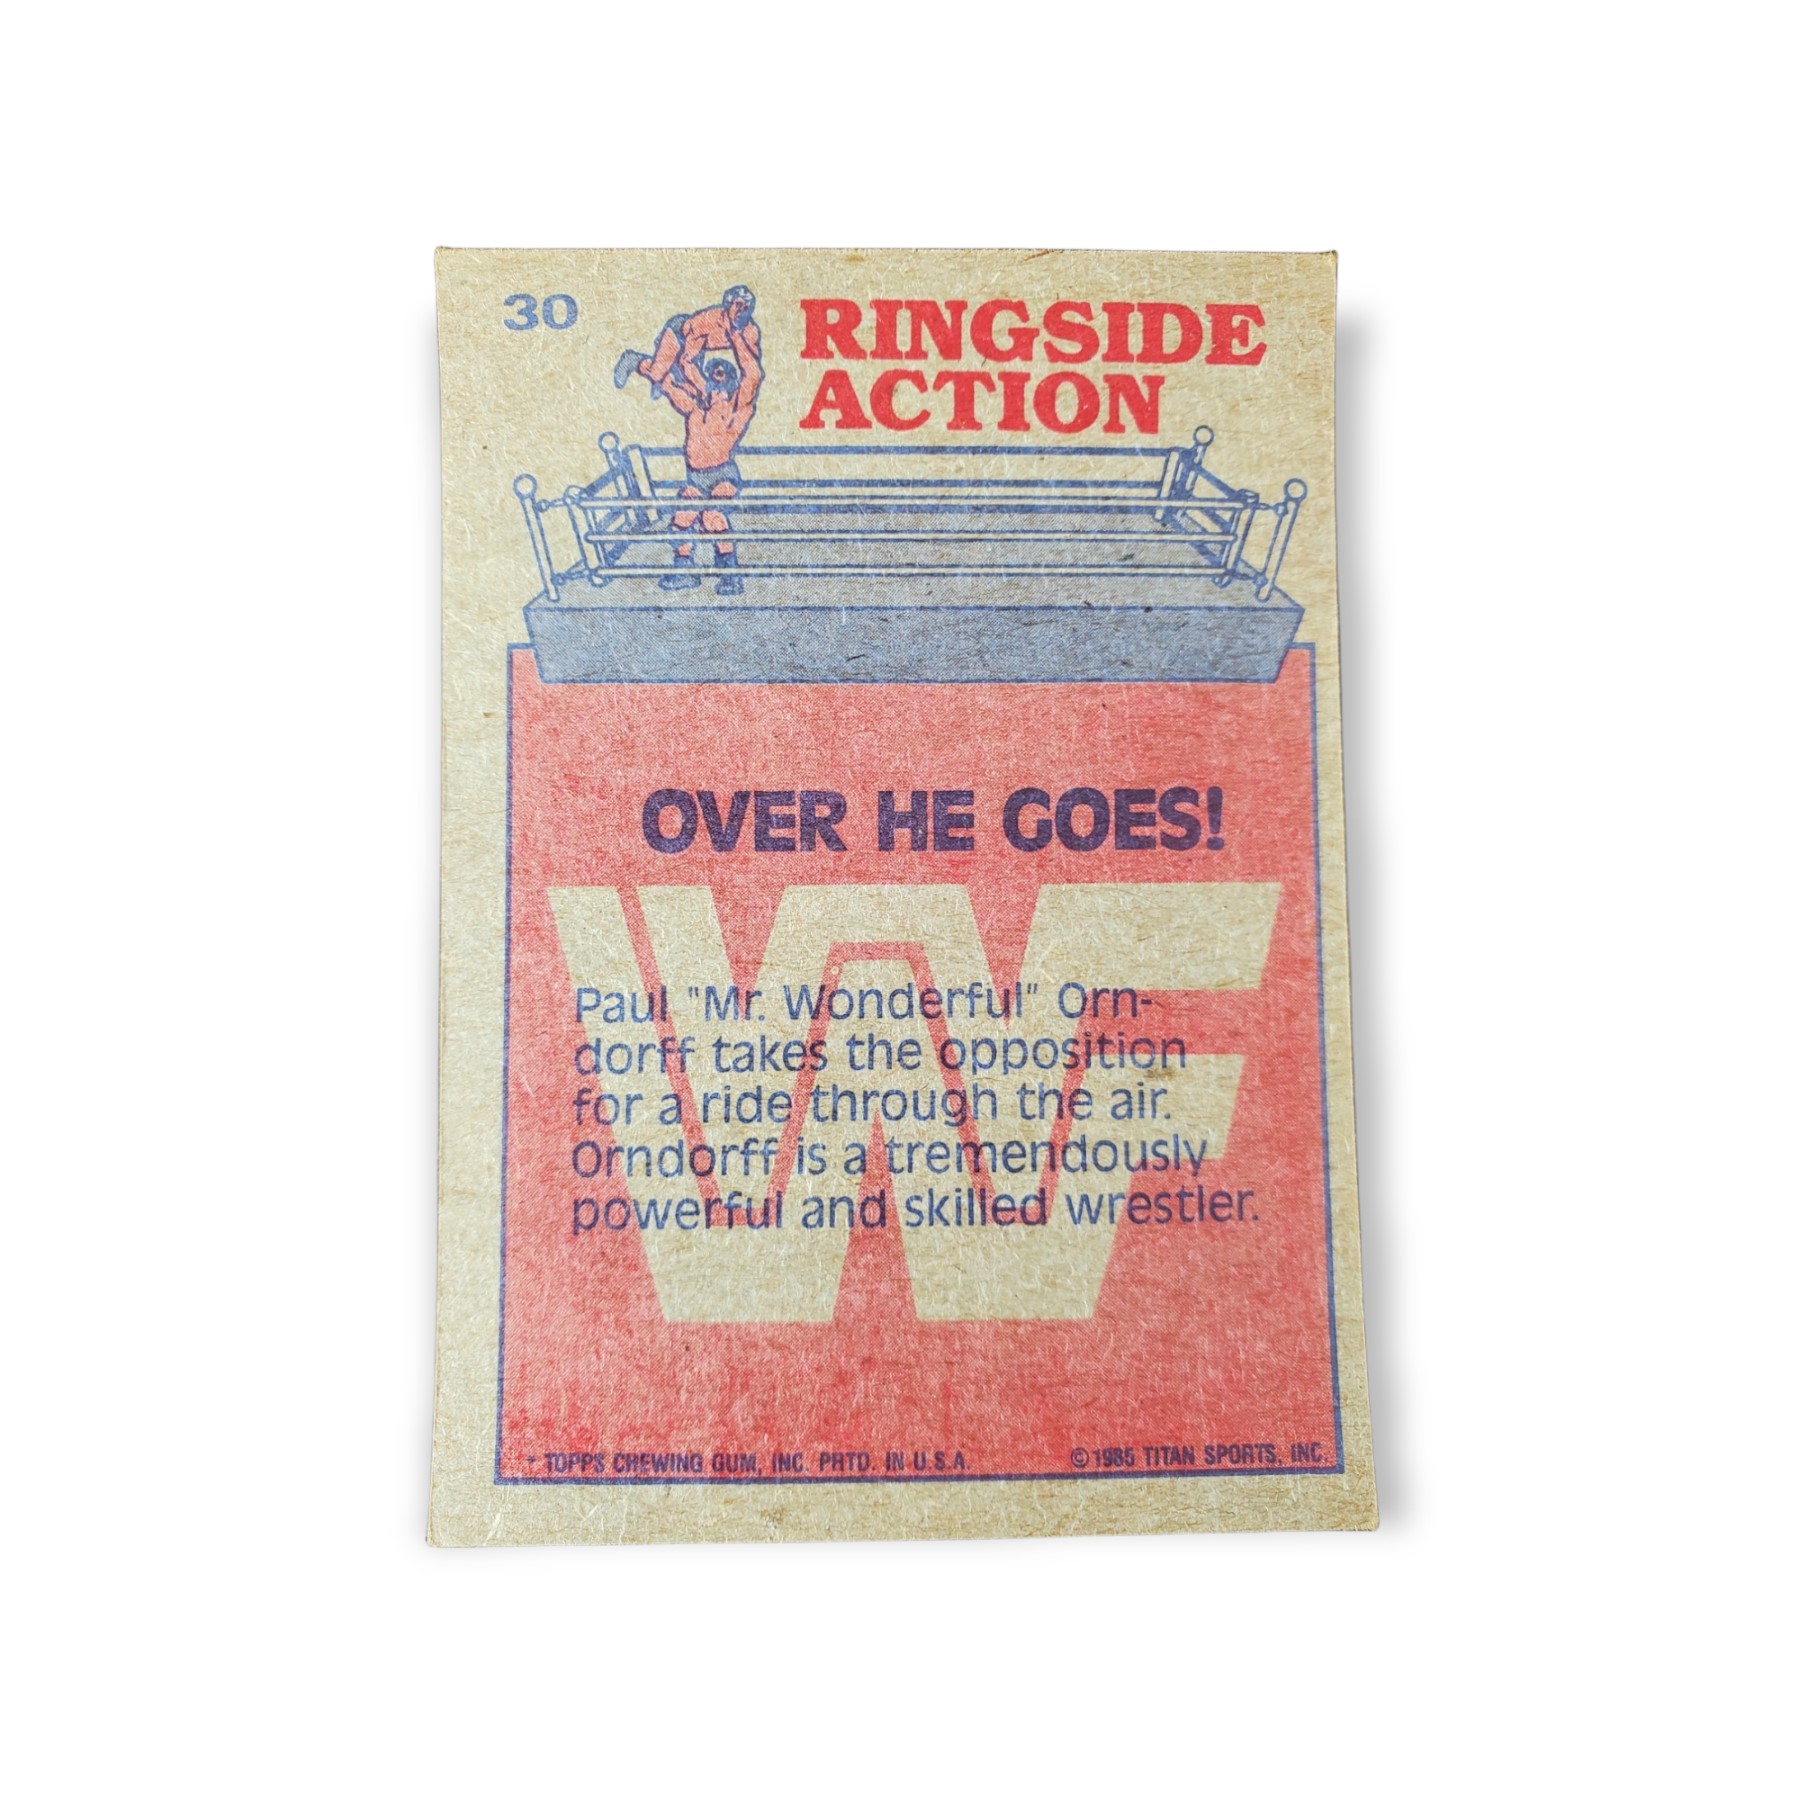 30
RINGSIDE
ACTION
OVER HE GOES!
WF
Paul "Mr. Wonderful" Orn-
dorff takes the opposition
for a ride through the air.
Orndorff is a tremendously
powerful and skilled wrestler.
* TOPPS CHEWING GUM, INC. PRTD. IN U.S.A.
© 1985 TITAN SPORTS, INC.